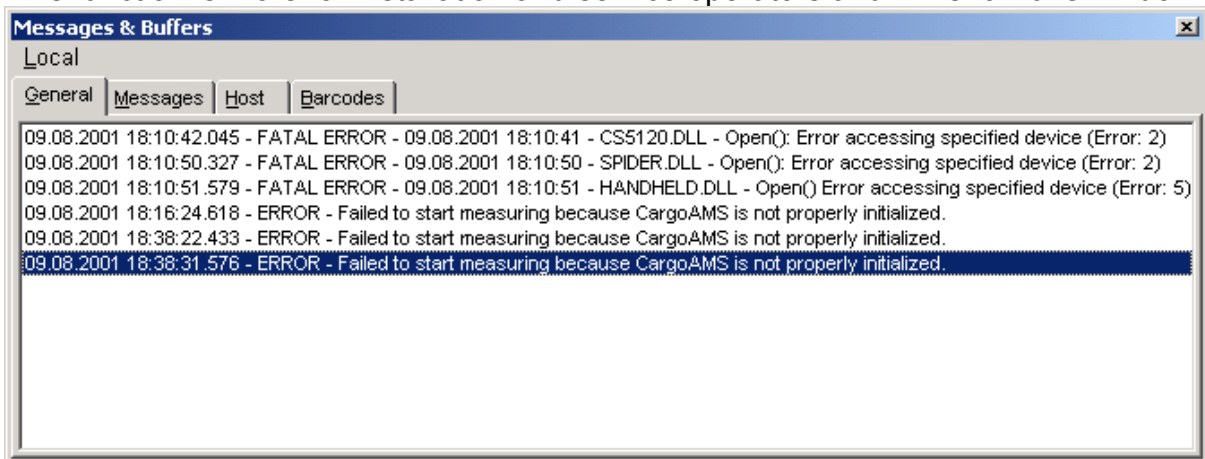 Messages & Buffers
Local
General Messages Host Barcodes
09.08.2001 18:10:42.045 - FATAL ERROR - 09.08.2001 18:10:41 - CS5120.DLL - Open(): Error accessing specified device (Error: 2)
09.08.2001 18:10:50.327 - FATAL ERROR - 09.08.2001 18:10:50 - SPIDER.DLL - Open(): Error accessing specified device (Error: 2)
09.08.2001 18:10:51.579 - FATAL ERROR - 09.08.2001 18:10:51 - HANDHELD.DLL - Open() Error accessing specified device (Error: 5)
09.08.2001 18:16:24.618 - ERROR - Failed to start measuring because CargoAMS is not properly initialized.
09.08.2001 18:38:22.433 - ERROR - Failed to start measuring because CargoAMS is not properly initialized.
09.08.2001 18:38:31.576 - ERROR - Failed to start measuring because CargoAMS is not properly initialized.